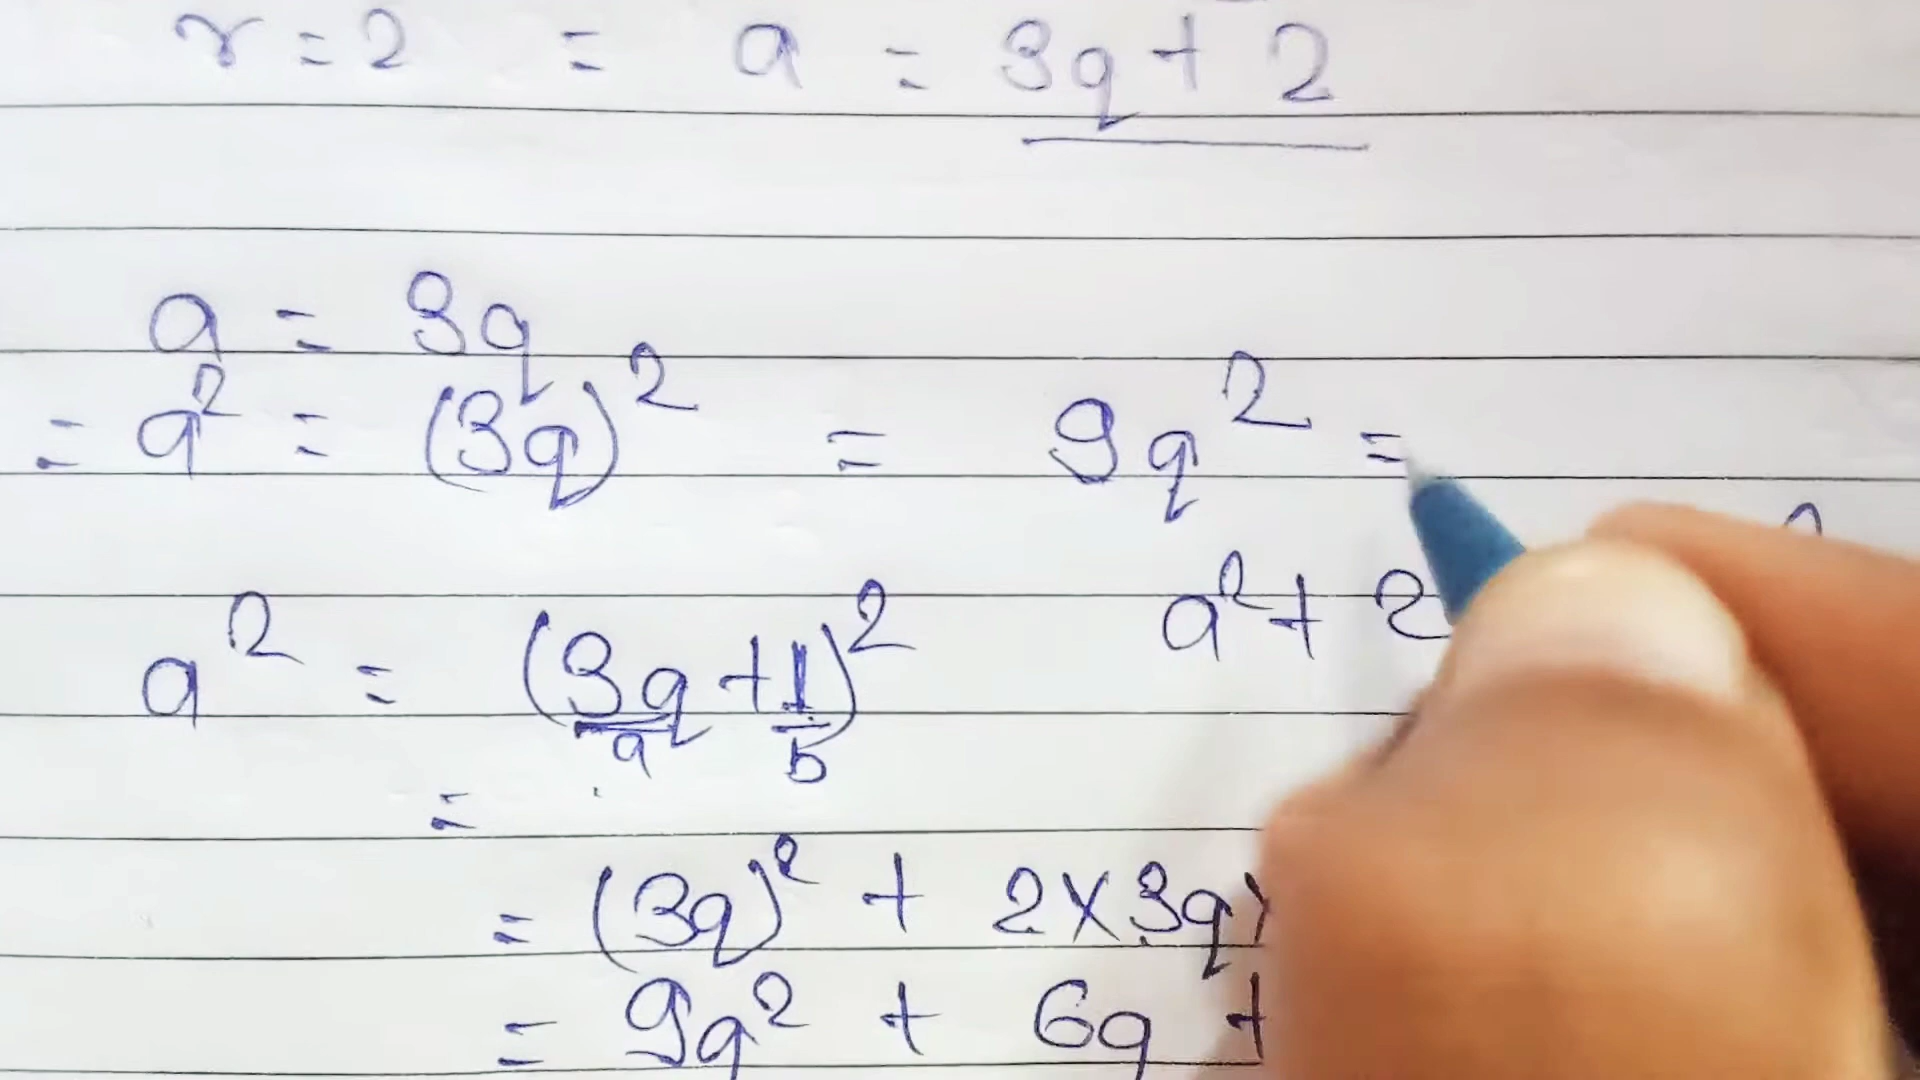 r = 2 = a = 3q + 2
a = 3q
= a² = (3q)² = 9q² =
a² + 2
a² = (3q + 1)²
a b
=
= (3q)² + 2×3q×
= 9q² + 6q +